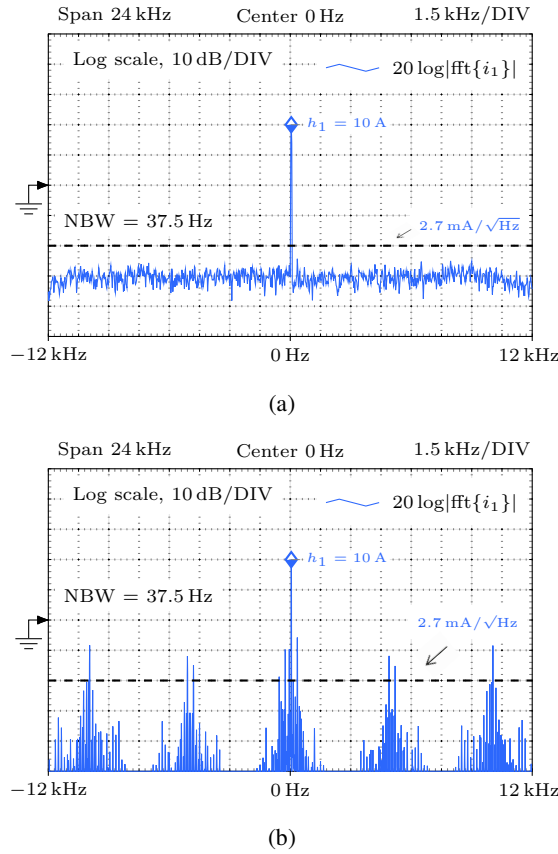 Span 24 kHz Center 0 Hz 1.5 kHz/DIV
Log scale, 10 dB/DIV 20 log|fft{i₁}|
h₁ = 10 A
NBW = 37.5 Hz 2.7 mA/√Hz
−12 kHz 0 Hz 12 kHz
(a)
Span 24 kHz Center 0 Hz 1.5 kHz/DIV
Log scale, 10 dB/DIV 20 log|fft{i₁}|
h₁ = 10 A
NBW = 37.5 Hz
2.7 mA/√Hz
−12 kHz 0 Hz 12 kHz
(b)